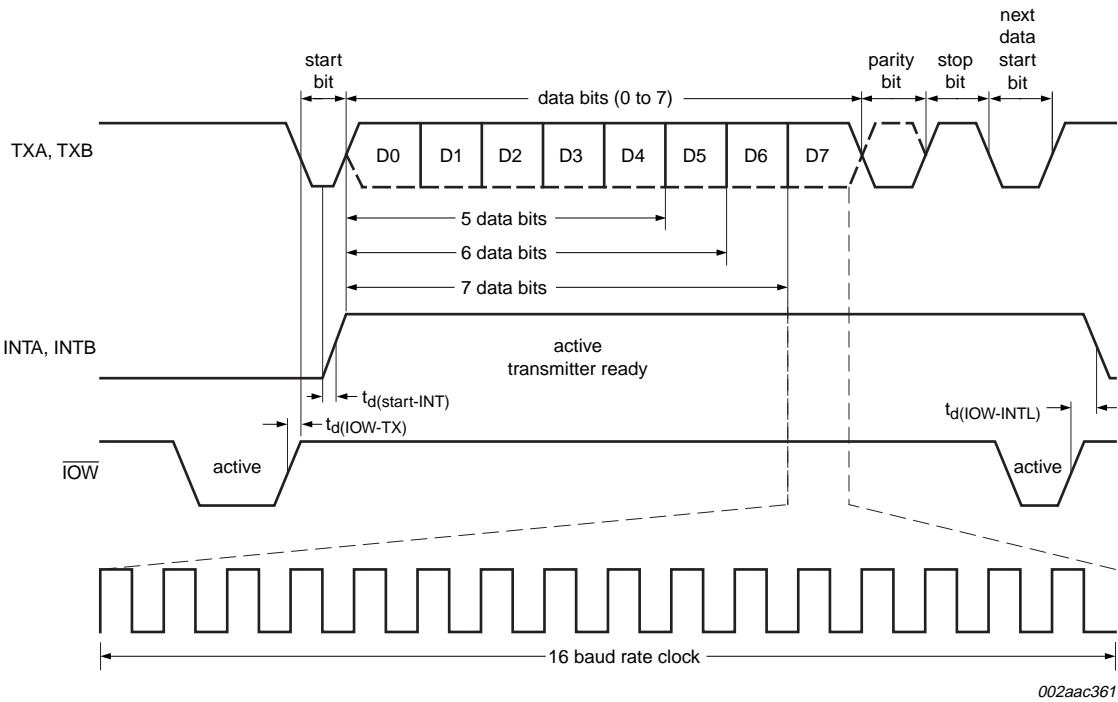 next
data
start
bit
start
bit
parity
bit
stop
bit
data bits (0 to 7)
TXA, TXB
D0 D1 D2 D3 D4 D5 D6 D7
5 data bits
6 data bits
7 data bits
INTA, INTB
active
transmitter ready
td(start-INT)
td(IOW-TX)
td(IOW-INTL)
IOW
active
active
16 baud rate clock
002aac361